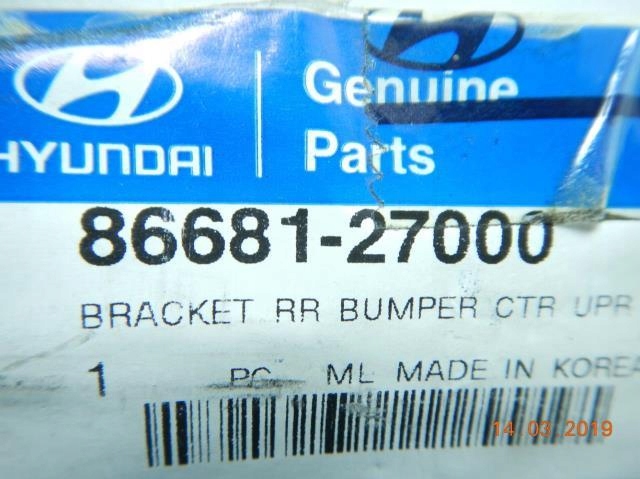 HYUNDAI
Genuine
Parts
86681-27000
BRACKET RR BUMPER CTR UPR
1 PC ML MADE IN KOREA
14 03 2019